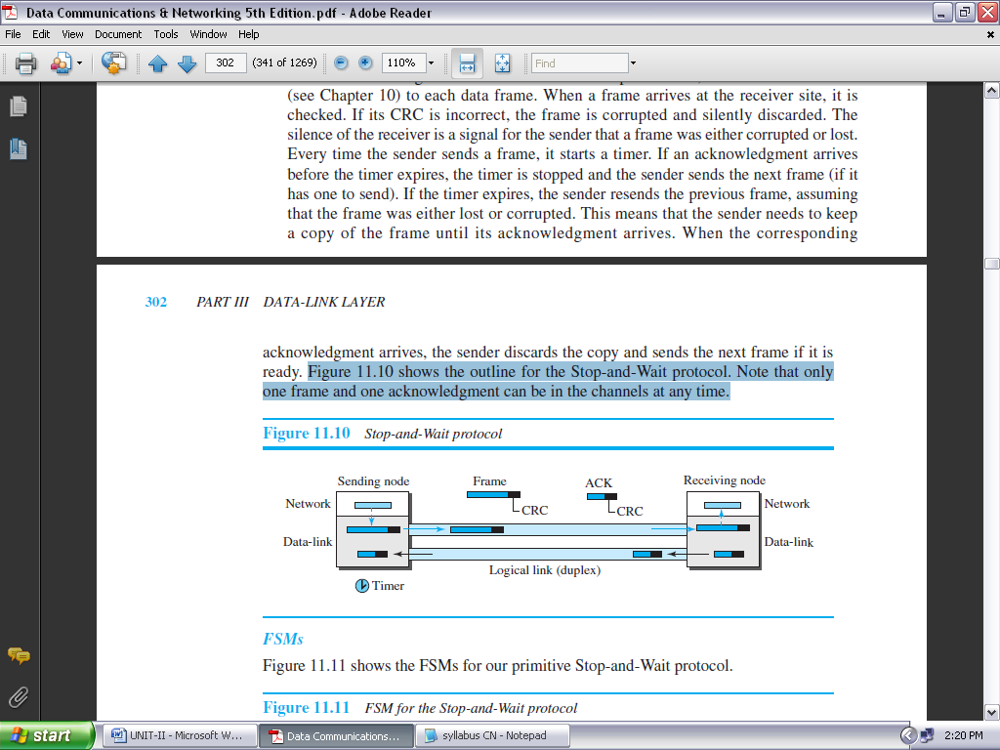 Data Communications & Networking 5th Edition.pdf - Adobe Reader
File Edit View Document Tools Window Help
302 (341 of 1269) 110% Find
(see Chapter 10) to each data frame. When a frame arrives at the receiver site, it is
checked. If its CRC is incorrect, the frame is corrupted and silently discarded. The
silence of the receiver is a signal for the sender that a frame was either corrupted or lost.
Every time the sender sends a frame, it starts a timer. If an acknowledgment arrives
before the timer expires, the timer is stopped and the sender sends the next frame (if it
has one to send). If the timer expires, the sender resends the previous frame, assuming
that the frame was either lost or corrupted. This means that the sender needs to keep
a copy of the frame until its acknowledgment arrives. When the corresponding
302 PART III DATA-LINK LAYER
acknowledgment arrives, the sender discards the copy and sends the next frame if it is
ready. Figure 11.10 shows the outline for the Stop-and-Wait protocol. Note that only
one frame and one acknowledgment can be in the channels at any time.
Figure 11.10 Stop-and-Wait protocol
Sending node Frame ACK Receiving node
Network CRC CRC Network
Data-link Data-link
Logical link (duplex)
Timer
FSMs
Figure 11.11 shows the FSMs for our primitive Stop-and-Wait protocol.
Figure 11.11 FSM for the Stop-and-Wait protocol
start UNIT-II - Microsoft W... Data Communications... syllabus CN - Notepad 2:20 PM